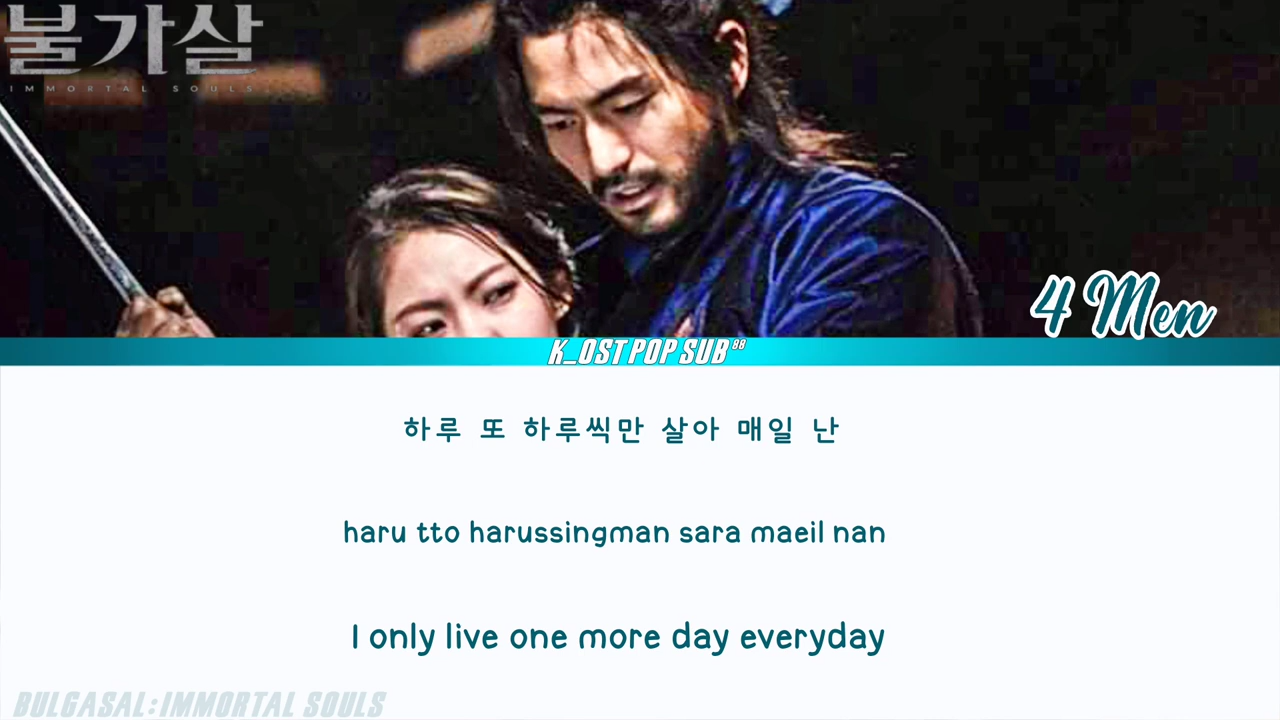 불가살
IMMORTAL SOULS
4 Men
K_OST POP SUB 88
하루 또 하루씩만 살아 매일 난
haru tto harussingman sara maeil nan
I only live one more day everyday
BULGASAL:IMMORTAL SOULS